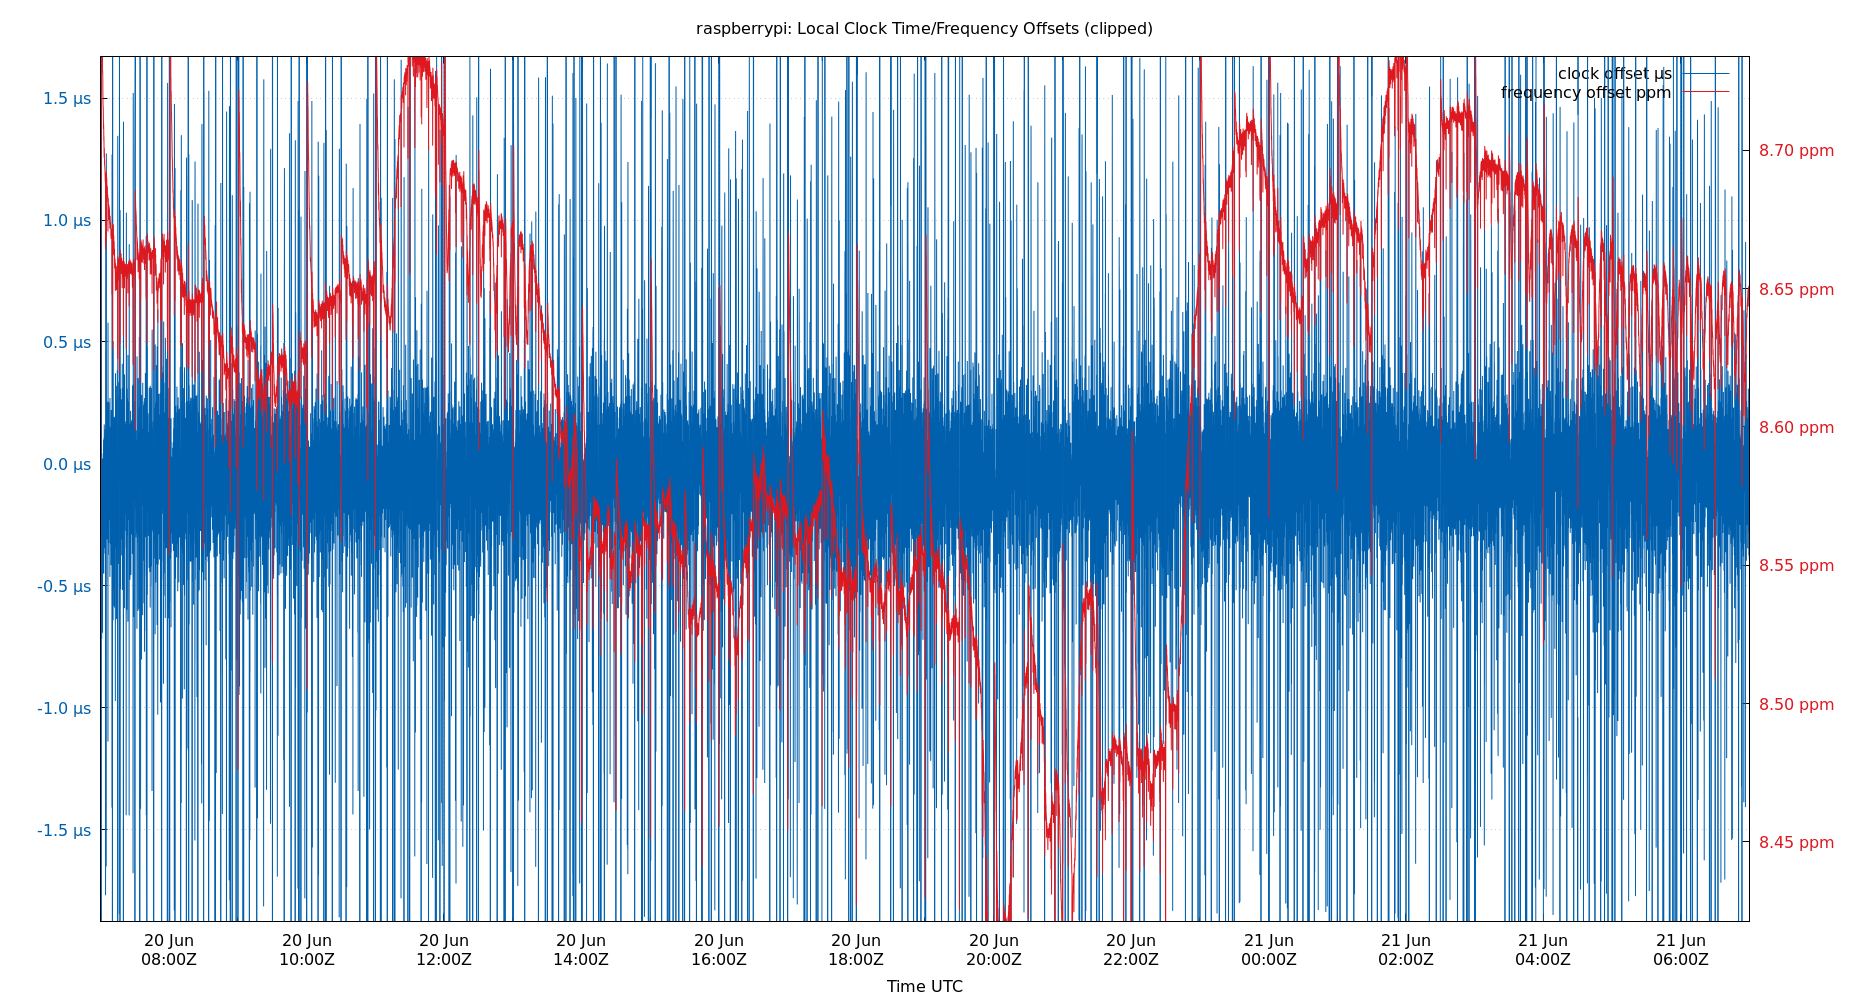 raspberrypi: Local Clock Time/Frequency Offsets (clipped)
clock offset µs
frequency offset ppm
1.5 µs
1.0 µs
0.5 µs
0.0 µs
-0.5 µs
-1.0 µs
-1.5 µs
8.70 ppm
8.65 ppm
8.60 ppm
8.55 ppm
8.50 ppm
8.45 ppm
20 Jun 20 Jun 20 Jun 20 Jun 20 Jun 20 Jun 20 Jun 20 Jun 21 Jun 21 Jun 21 Jun 21 Jun
08:00Z 10:00Z 12:00Z 14:00Z 16:00Z 18:00Z 20:00Z 22:00Z 00:00Z 02:00Z 04:00Z 06:00Z
Time UTC